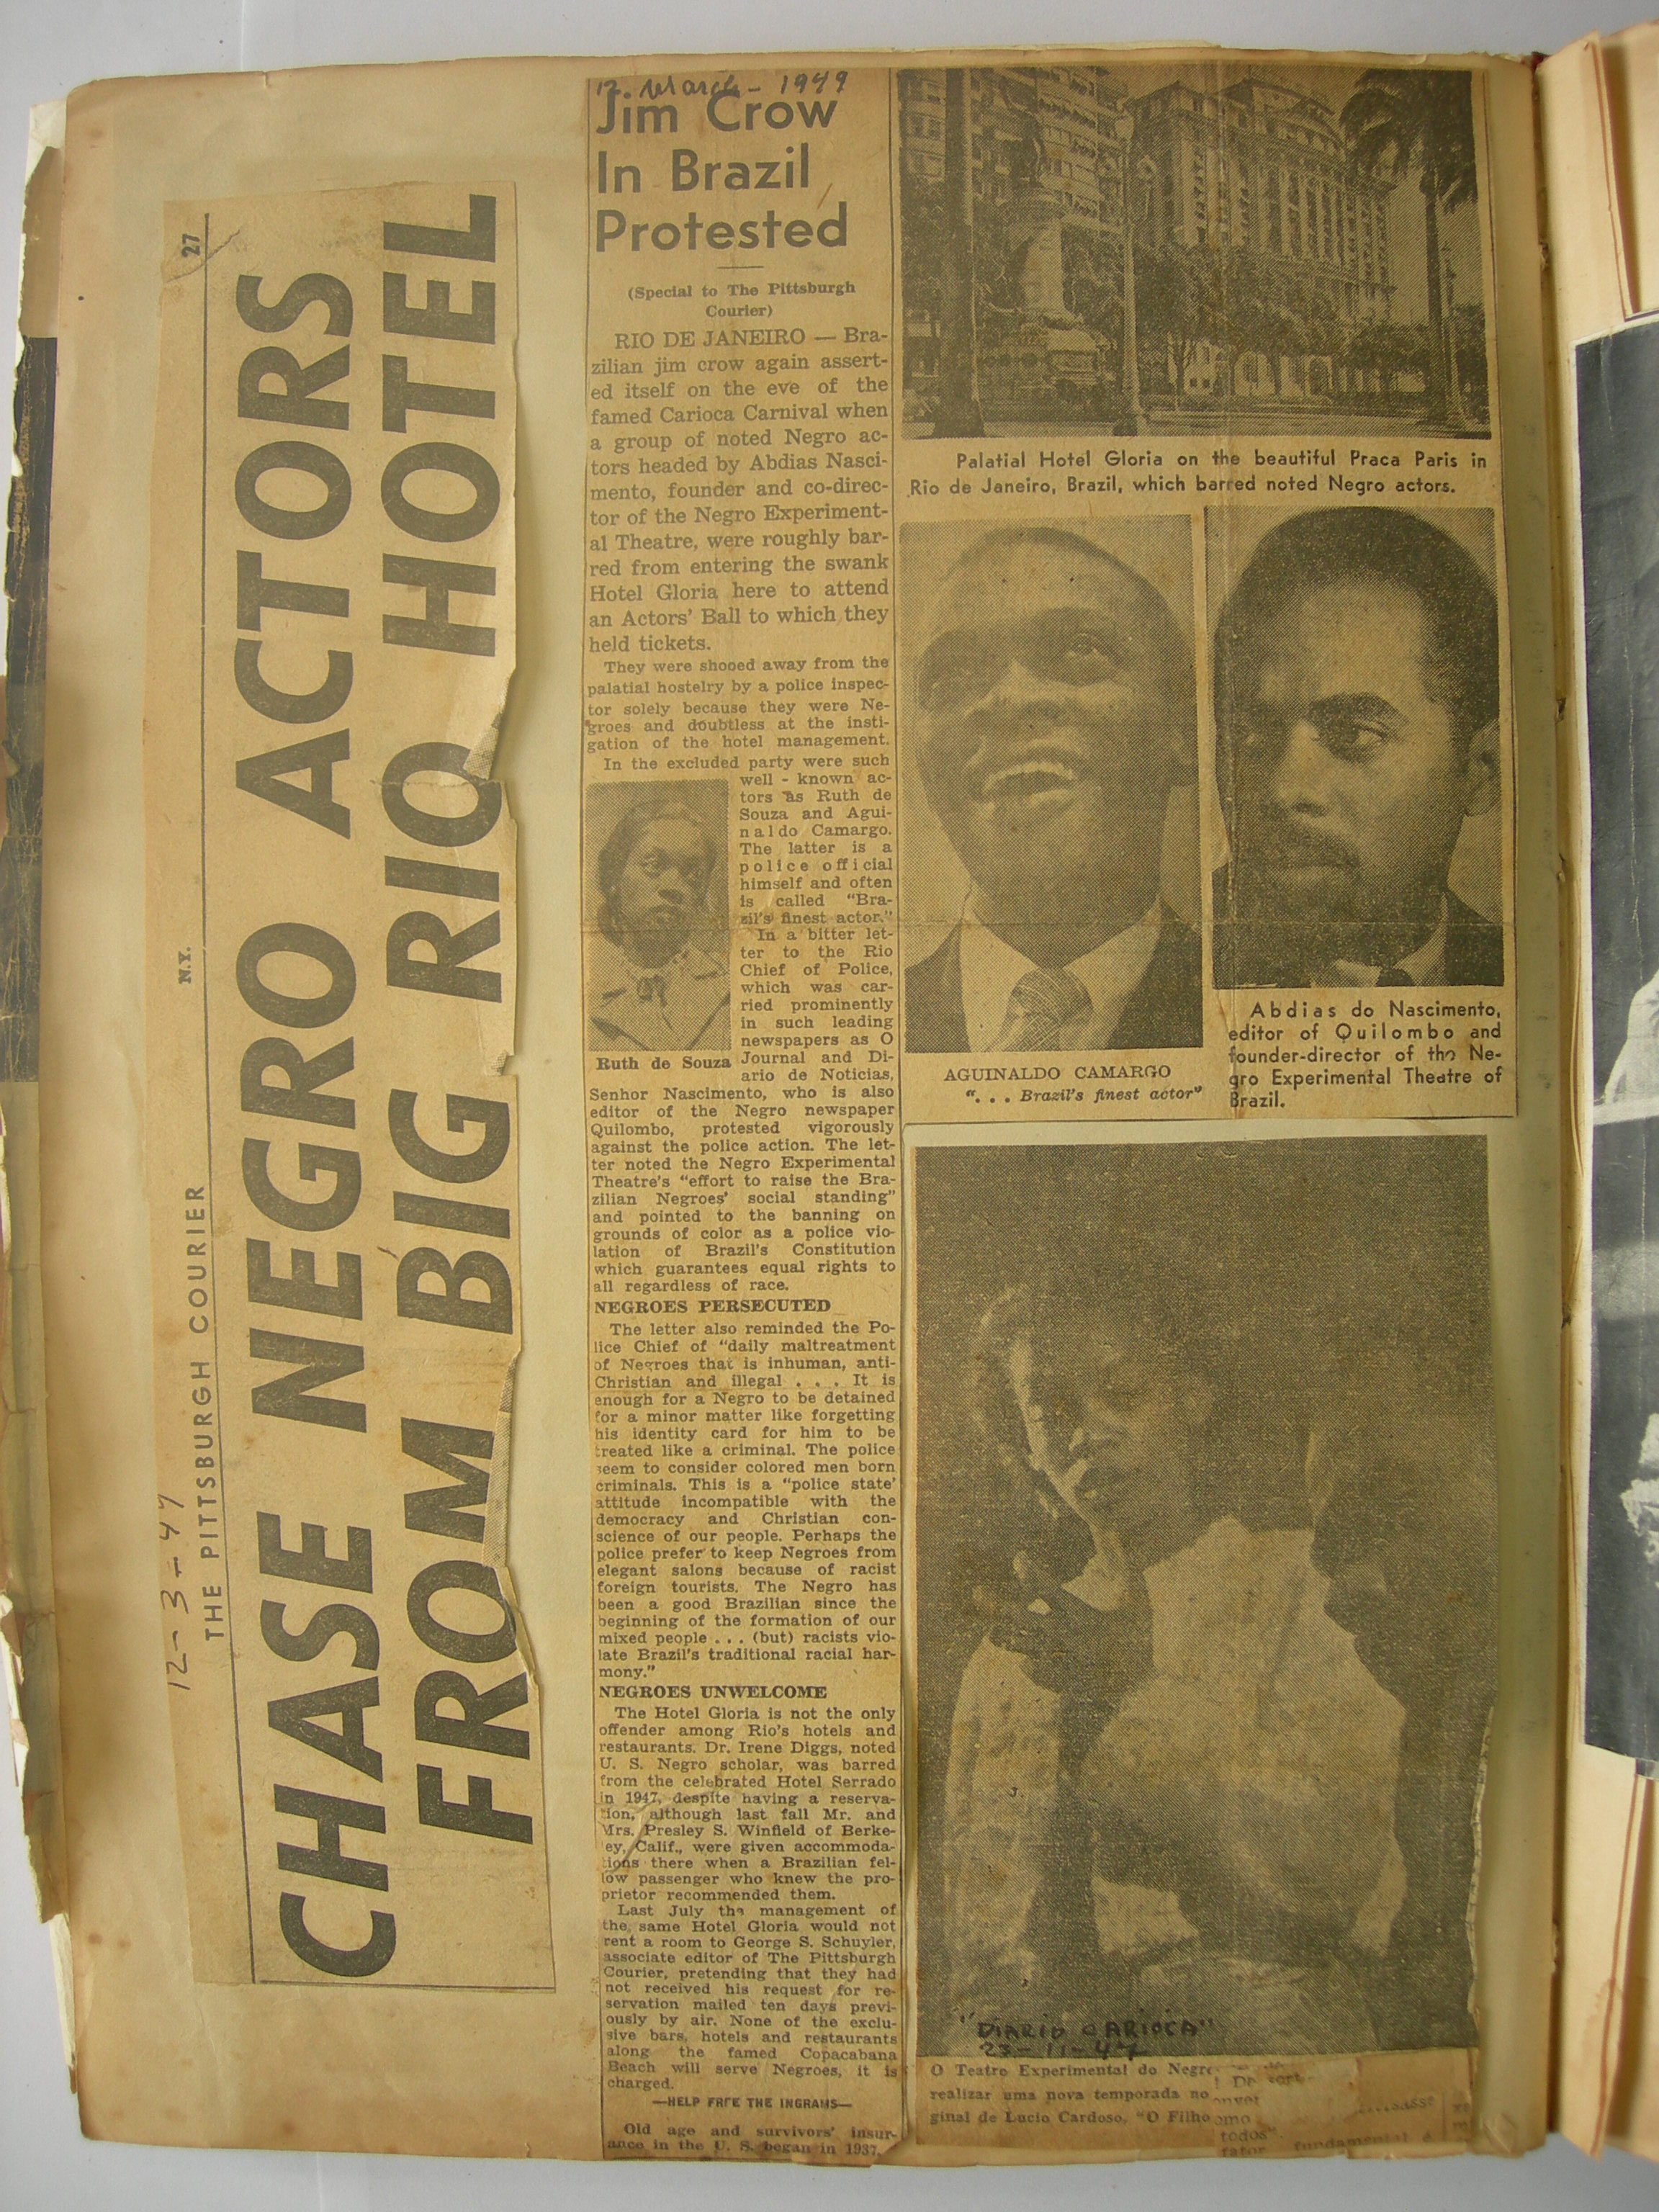 12-3-49
THE PITTSBURGH COURIER
N.Y.
27
CHASE NEGRO ACTORS
FROM BIG RIO HOTEL
12. March - 1949
Jim Crow
In Brazil
Protested
(Special to The Pittsburgh
Courier)
RIO DE JANEIRO — Bra-
zilian jim crow again assert-
ed itself on the eve of the
famed Carioca Carnival when
a group of noted Negro ac-
tors headed by Abdias Nasci-
mento, founder and co-direc-
tor of the Negro Experiment-
al Theatre, were roughly bar-
red from entering the swank
Hotel Gloria here to attend
an Actors' Ball to which they
held tickets.
They were shooed away from the
palatial hostelry by a police inspec-
tor solely because they were Ne-
groes and doubtless at the insti-
gation of the hotel management.
In the excluded party were such
well - known ac-
tors as Ruth de
Souza and Agui-
naldo Camargo.
The latter is a
police official
himself and often
is called "Bra-
zil's finest actor."
In a bitter let-
ter to the Rio
Chief of Police,
which was car-
ried prominently
in such leading
newspapers as O
Journal and Di-
ario de Noticias,
Ruth de Souza
Senhor Nascimento, who is also
editor of the Negro newspaper
Quilombo, protested vigorously
against the police action. The let-
ter noted the Negro Experimental
Theatre's "effort to raise the Bra-
zilian Negroes' social standing"
and pointed to the banning on
grounds of color as a police vio-
lation of Brazil's Constitution
which guarantees equal rights to
all regardless of race.
NEGROES PERSECUTED
The letter also reminded the Po-
lice Chief of "daily maltreatment
of Negroes that is inhuman, anti-
Christian and illegal . . . It is
enough for a Negro to be detained
for a minor matter like forgetting
his identity card for him to be
treated like a criminal. The police
seem to consider colored men born
criminals. This is a "police state'
attitude incompatible with the
democracy and Christian con-
science of our people. Perhaps the
police prefer to keep Negroes from
elegant salons because of racist
foreign tourists. The Negro has
been a good Brazilian since the
beginning of the formation of our
mixed people . . . (but) racists vio-
late Brazil's traditional racial har-
mony."
NEGROES UNWELCOME
The Hotel Gloria is not the only
offender among Rio's hotels and
restaurants. Dr. Irene Diggs, noted
U. S. Negro scholar, was barred
from the celebrated Hotel Serrado
in 1947, despite having a reserva-
tion, although last fall Mr. and
Mrs. Presley S. Winfield of Berke-
ey, Calif., were given accommoda-
tions there when a Brazilian fel-
low passenger who knew the pro-
prietor recommended them.
Last July the management of
the same Hotel Gloria would not
rent a room to George S. Schuyler,
associate editor of The Pittsburgh
Courier, pretending that they had
not received his request for re-
servation mailed ten days previ-
ously by air. None of the exclu-
sive bars, hotels and restaurants
along the famed Copacabana
Beach will serve Negroes, it is
charged.
—HELP FREE THE INGRAMS—
Old age and survivors' insur-
ance in the U. S. began in 1937.
Palatial Hotel Gloria on the beautiful Praca Paris in
Rio de Janeiro, Brazil, which barred noted Negro actors.
AGUINALDO CAMARGO
". . . Brazil's finest actor"
Abdias do Nascimento,
editor of Quilombo and
founder-director of the Ne-
gro Experimental Theatre of
Brazil.
"DIARIO CARIOCA"
23-11-47
O Teatro Experimental do Negro
realizar uma nova temporada no
ginal de Lucio Cardoso, "O Filho
omo
todos".
fator fundamental é